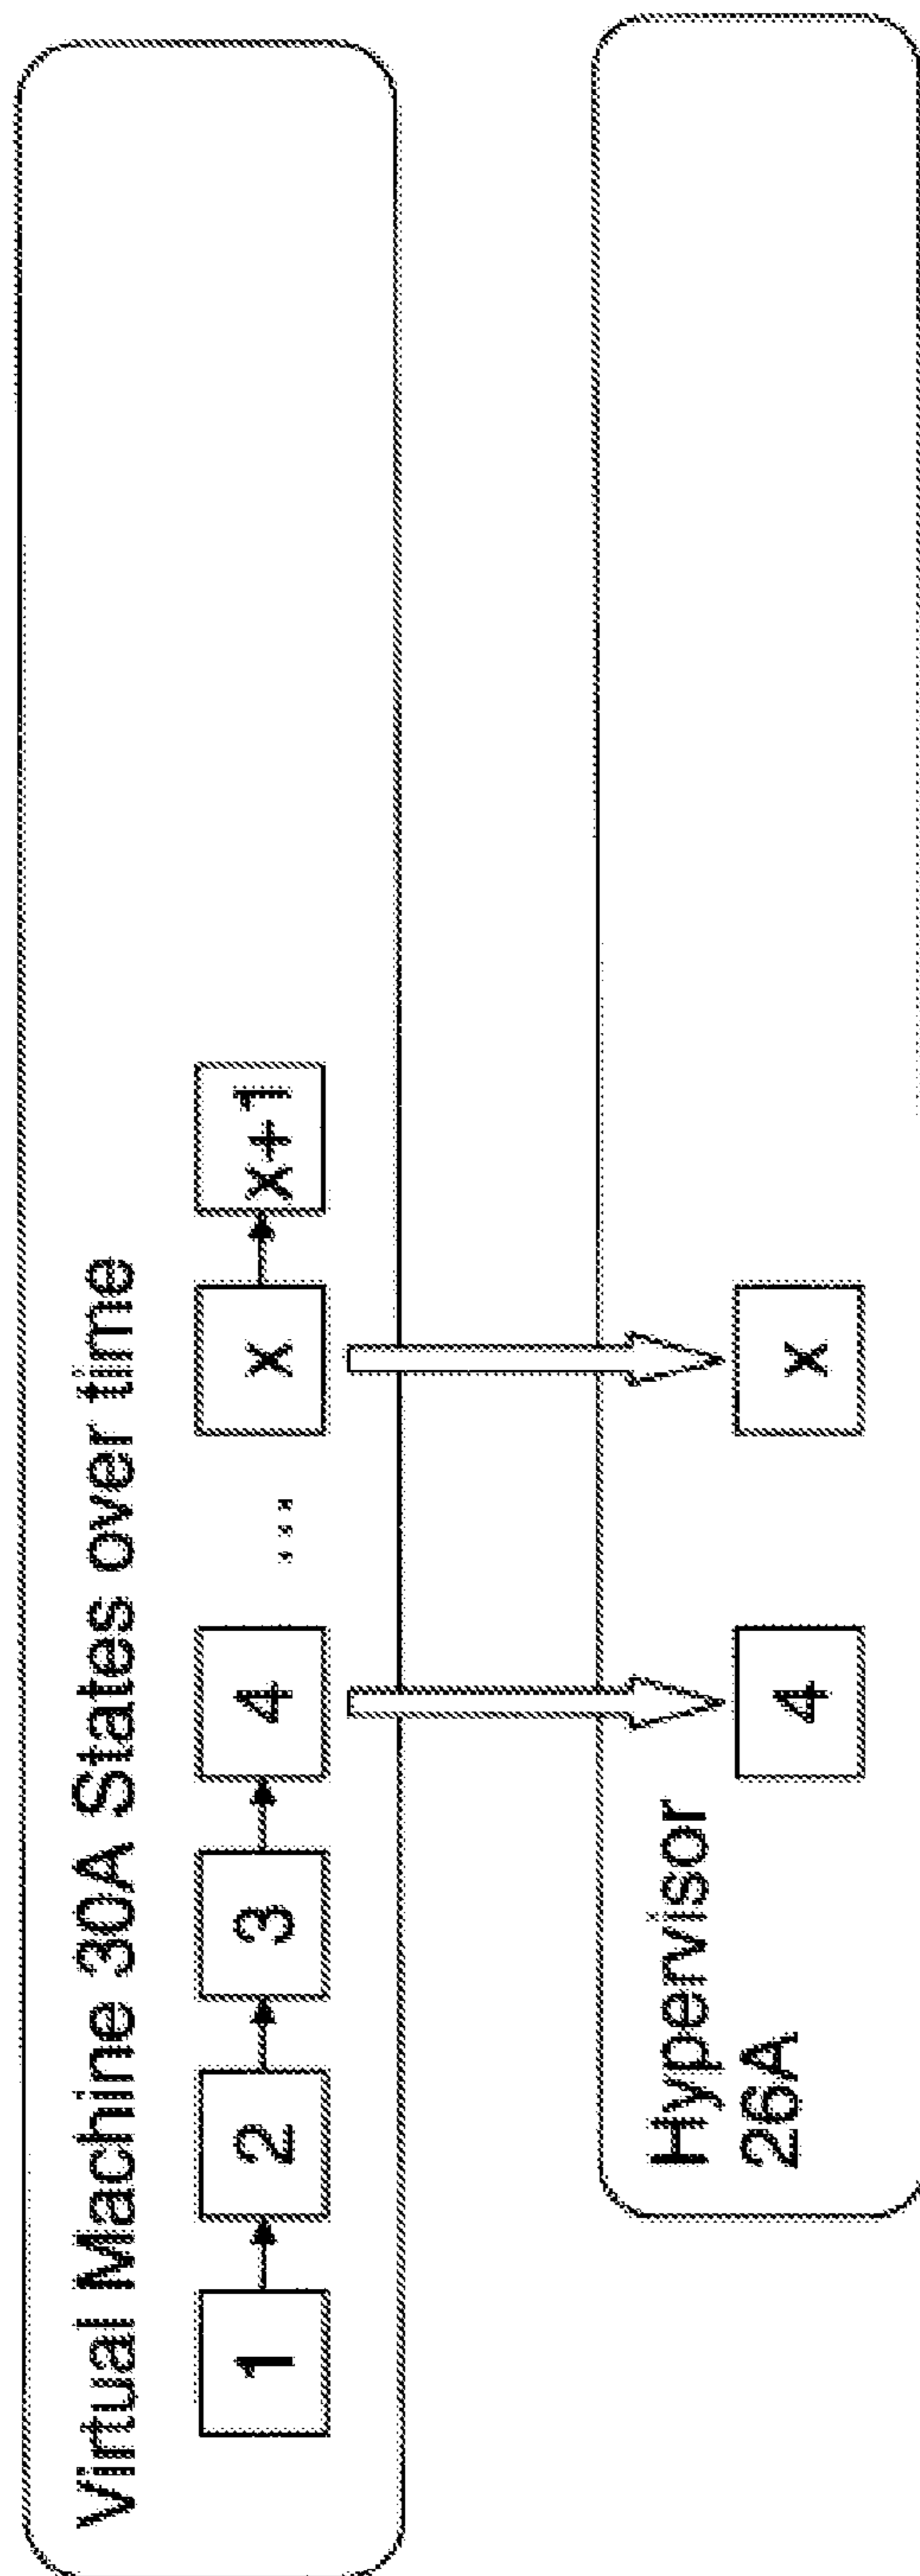 Virtual Machine 30A States over time
1 2 3 4 ... x x+1
Hypervisor
26A
4 x